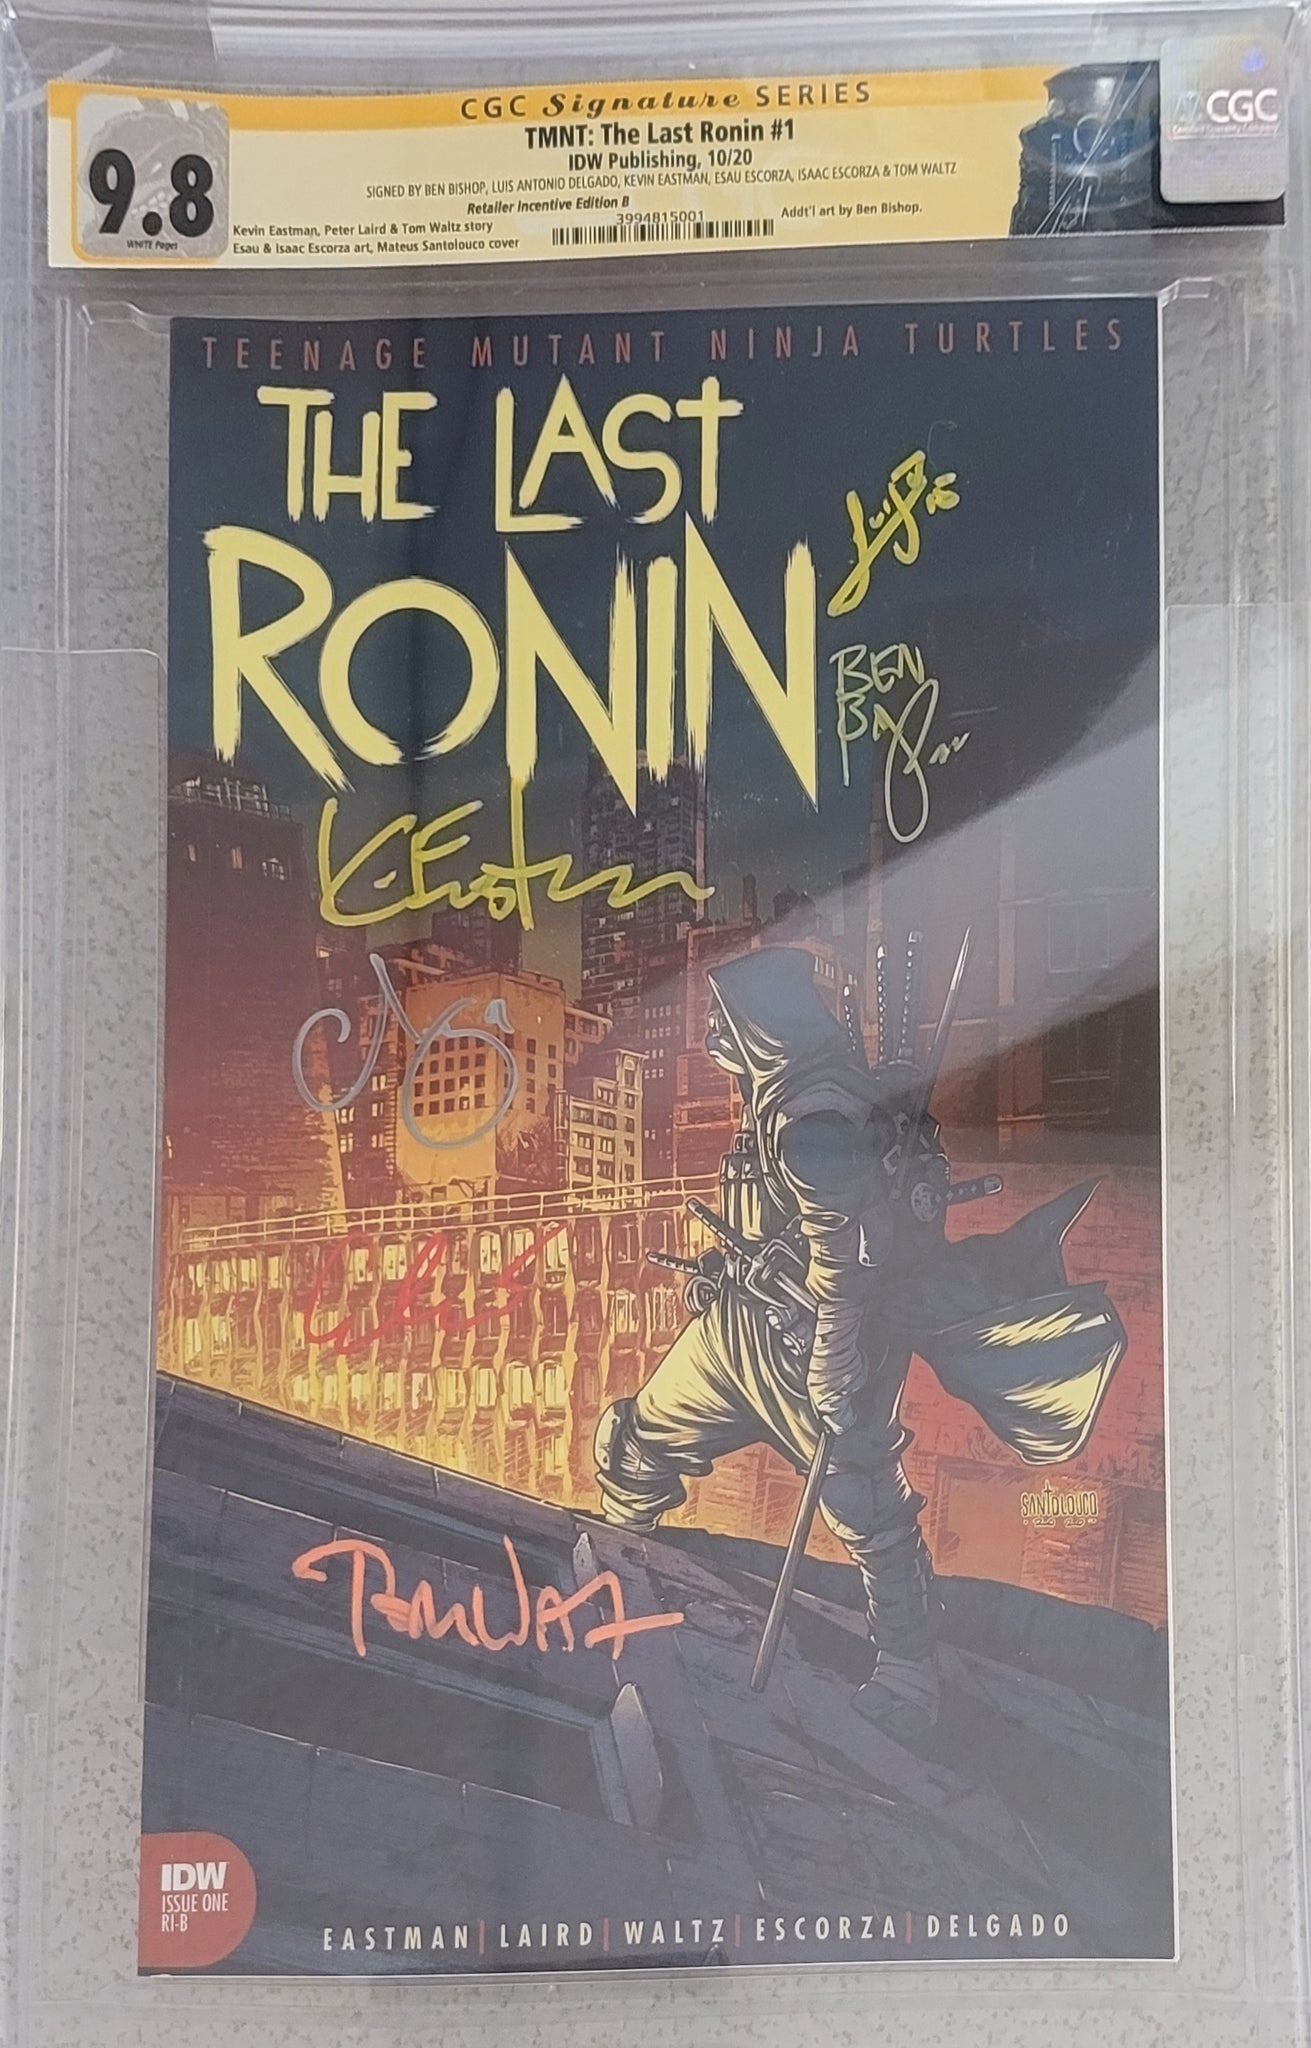 CGC Signature SERIES
TMNT: The Last Ronin #1
IDW Publishing, 10/20
SIGNED BY BEN BISHOP, LUIS ANTONIO DELGADO, KEVIN EASTMAN, ESAU ESCORZA, ISAAC ESCORZA & TOM WALTZ
Retailer Incentive Edition B
9.8
WHITE Pages
Kevin Eastman, Peter Laird & Tom Waltz story
Esau & Isaac Escorza art, Mateus Santolouco cover
3994815001
Addt'l art by Ben Bishop.
CGC
TEENAGE MUTANT NINJA TURTLES
THE LAST
RONIN
BEN
K. Eastman
Tom Waltz
SANTOLOUCO
IDW
ISSUE ONE
RI-B
EASTMAN | LAIRD | WALTZ | ESCORZA | DELGADO